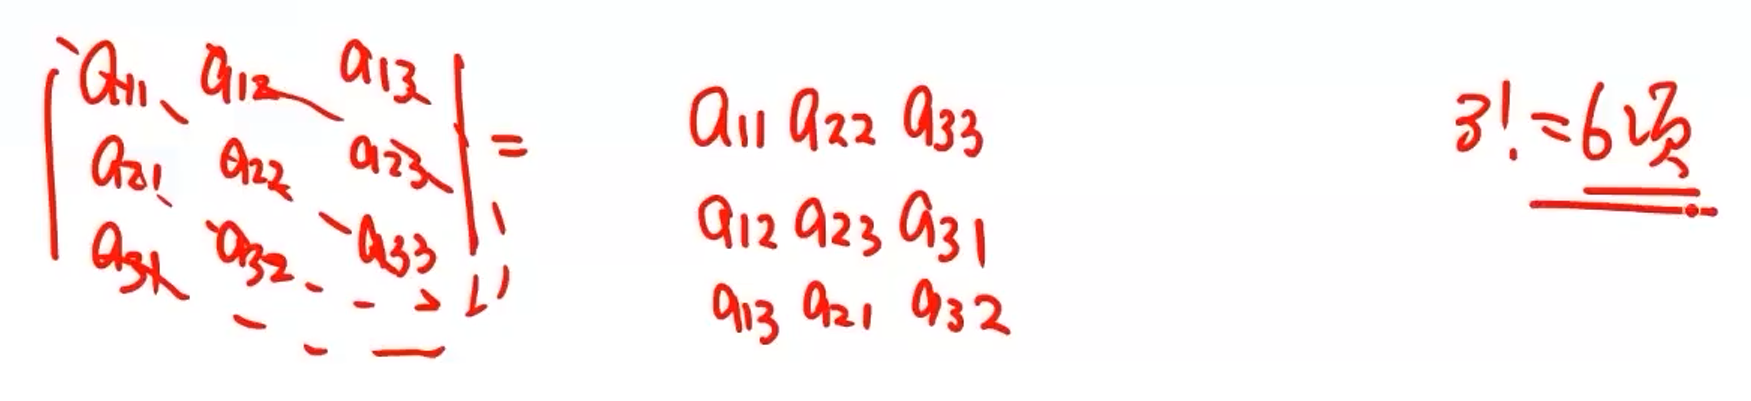 a11 a12 a13
a21 a22 a23 =
a31 a32 a33
a11 a22 a33
a12 a23 a31
a13 a21 a32
3! = 6项